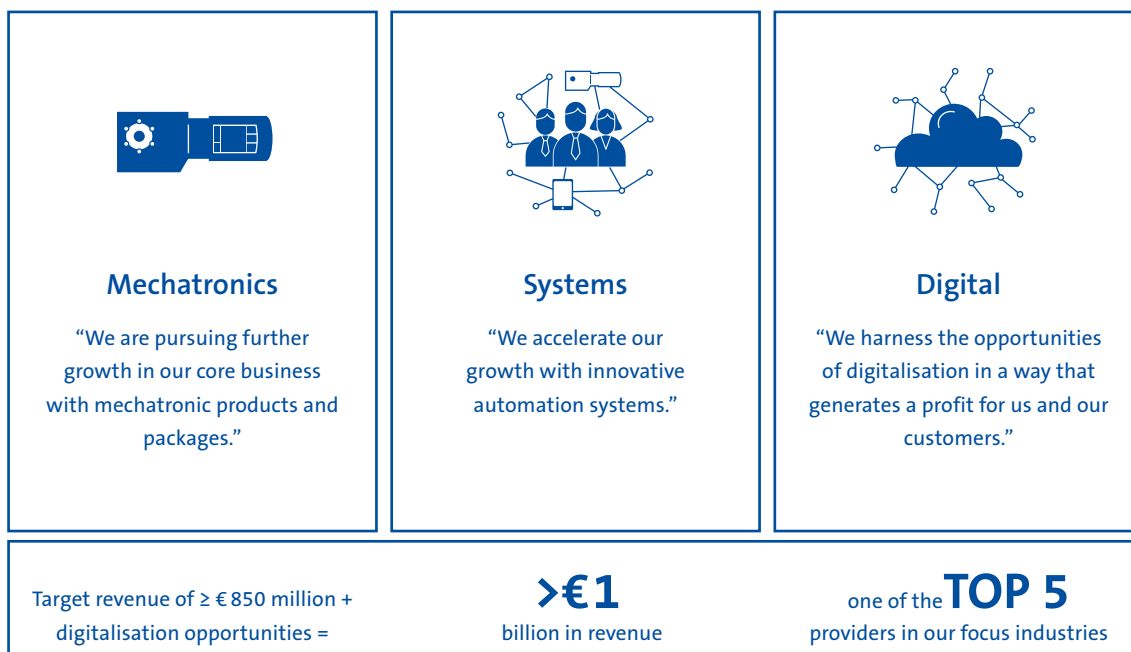 Mechatronics
“We are pursuing further
growth in our core business
with mechatronic products and
packages.”
Systems
“We accelerate our
growth with innovative
automation systems.”
Digital
“We harness the opportunities
of digitalisation in a way that
generates a profit for us and our
customers.”
Target revenue of ≥ € 850 million +
digitalisation opportunities =
>€ 1
billion in revenue
one of the TOP 5
providers in our focus industries